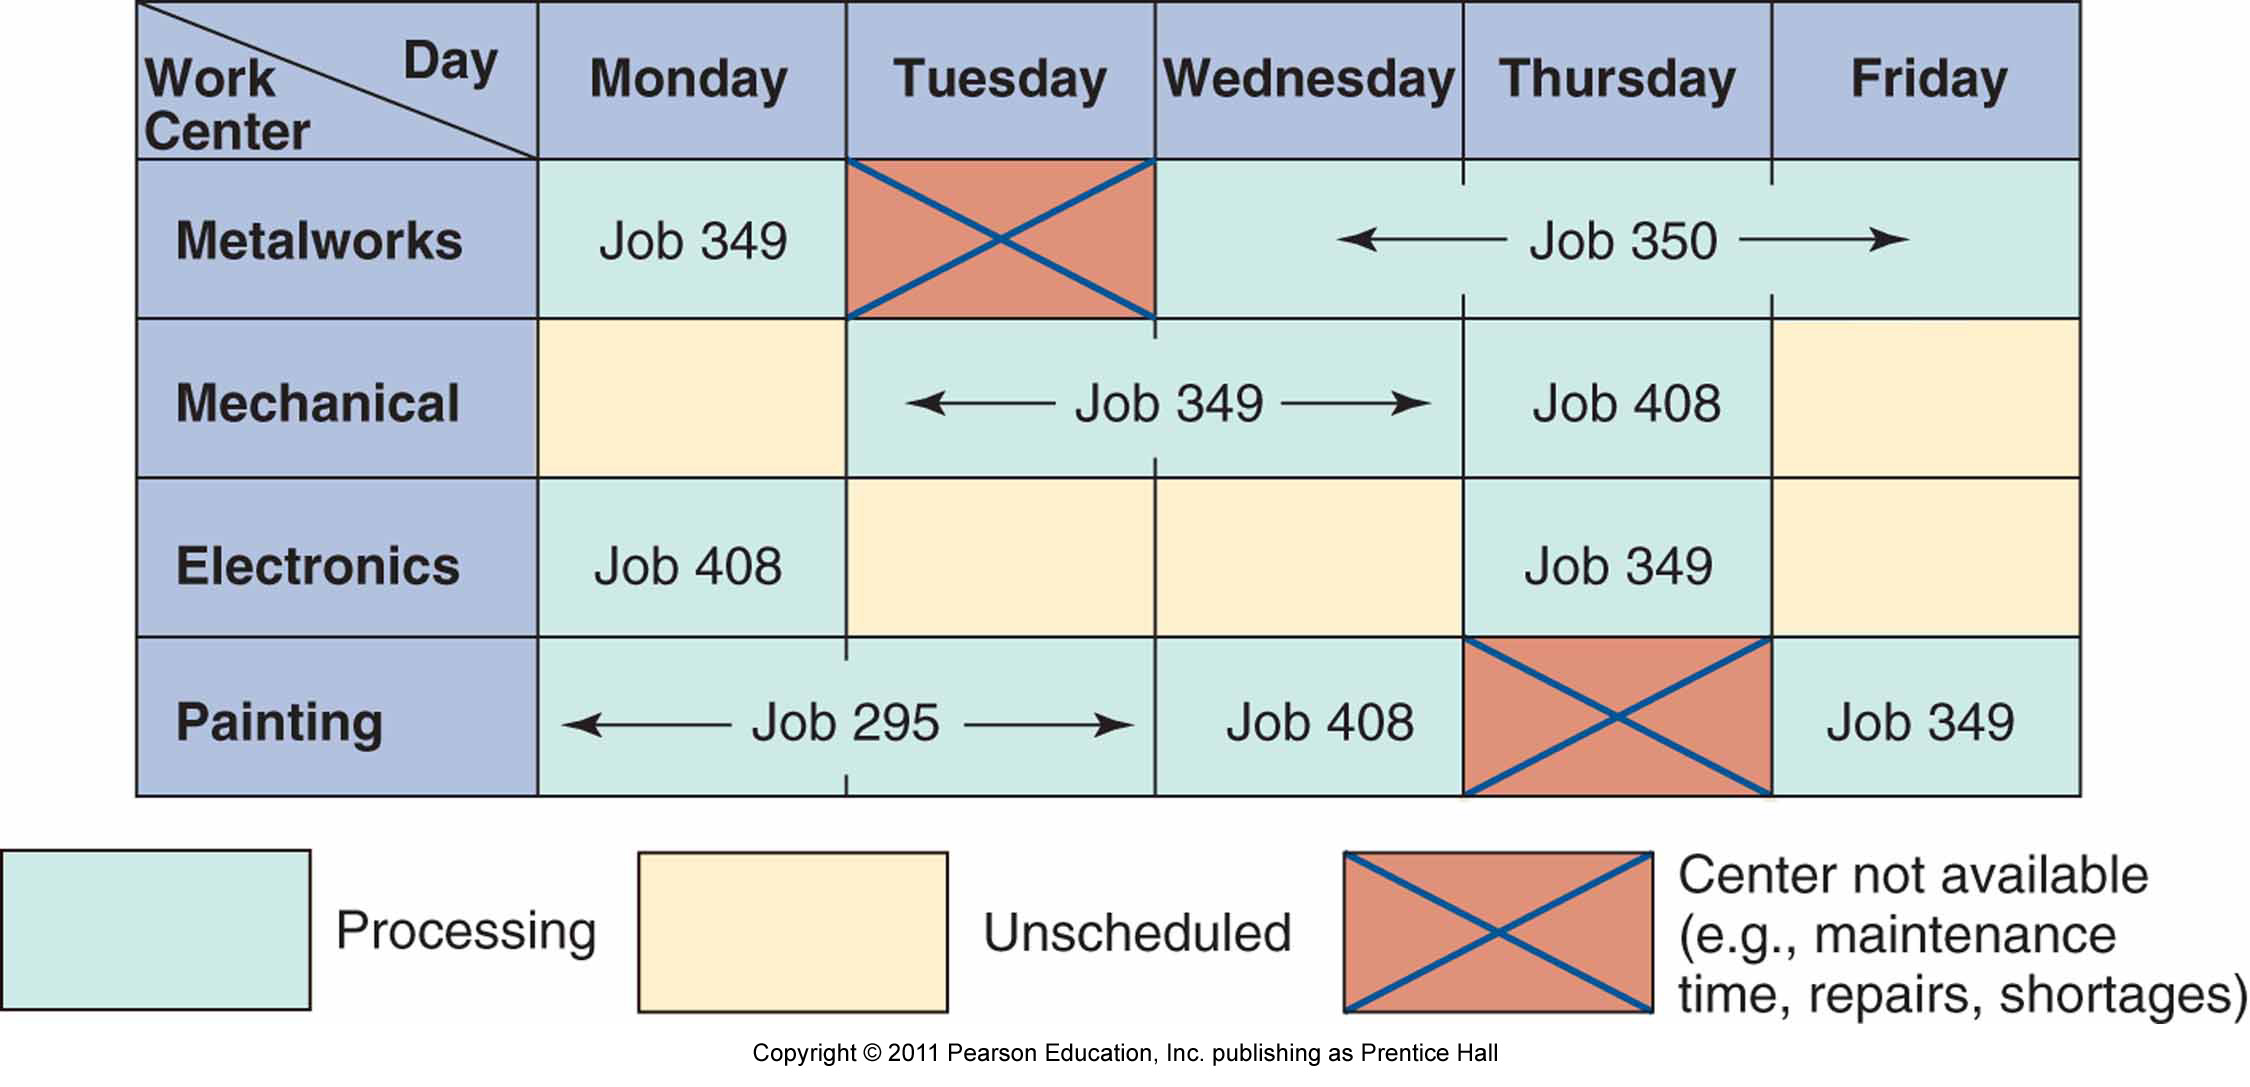 Day
Work
Center
Monday
Tuesday
Wednesday
Thursday
Friday
Metalworks
Job 349
Job 350
Mechanical
Job 349
Job 408
Electronics
Job 408
Job 349
Painting
Job 295
Job 408
Job 349
Processing
Unscheduled
Center not available
(e.g., maintenance
time, repairs, shortages)
Copyright © 2011 Pearson Education, Inc. publishing as Prentice Hall